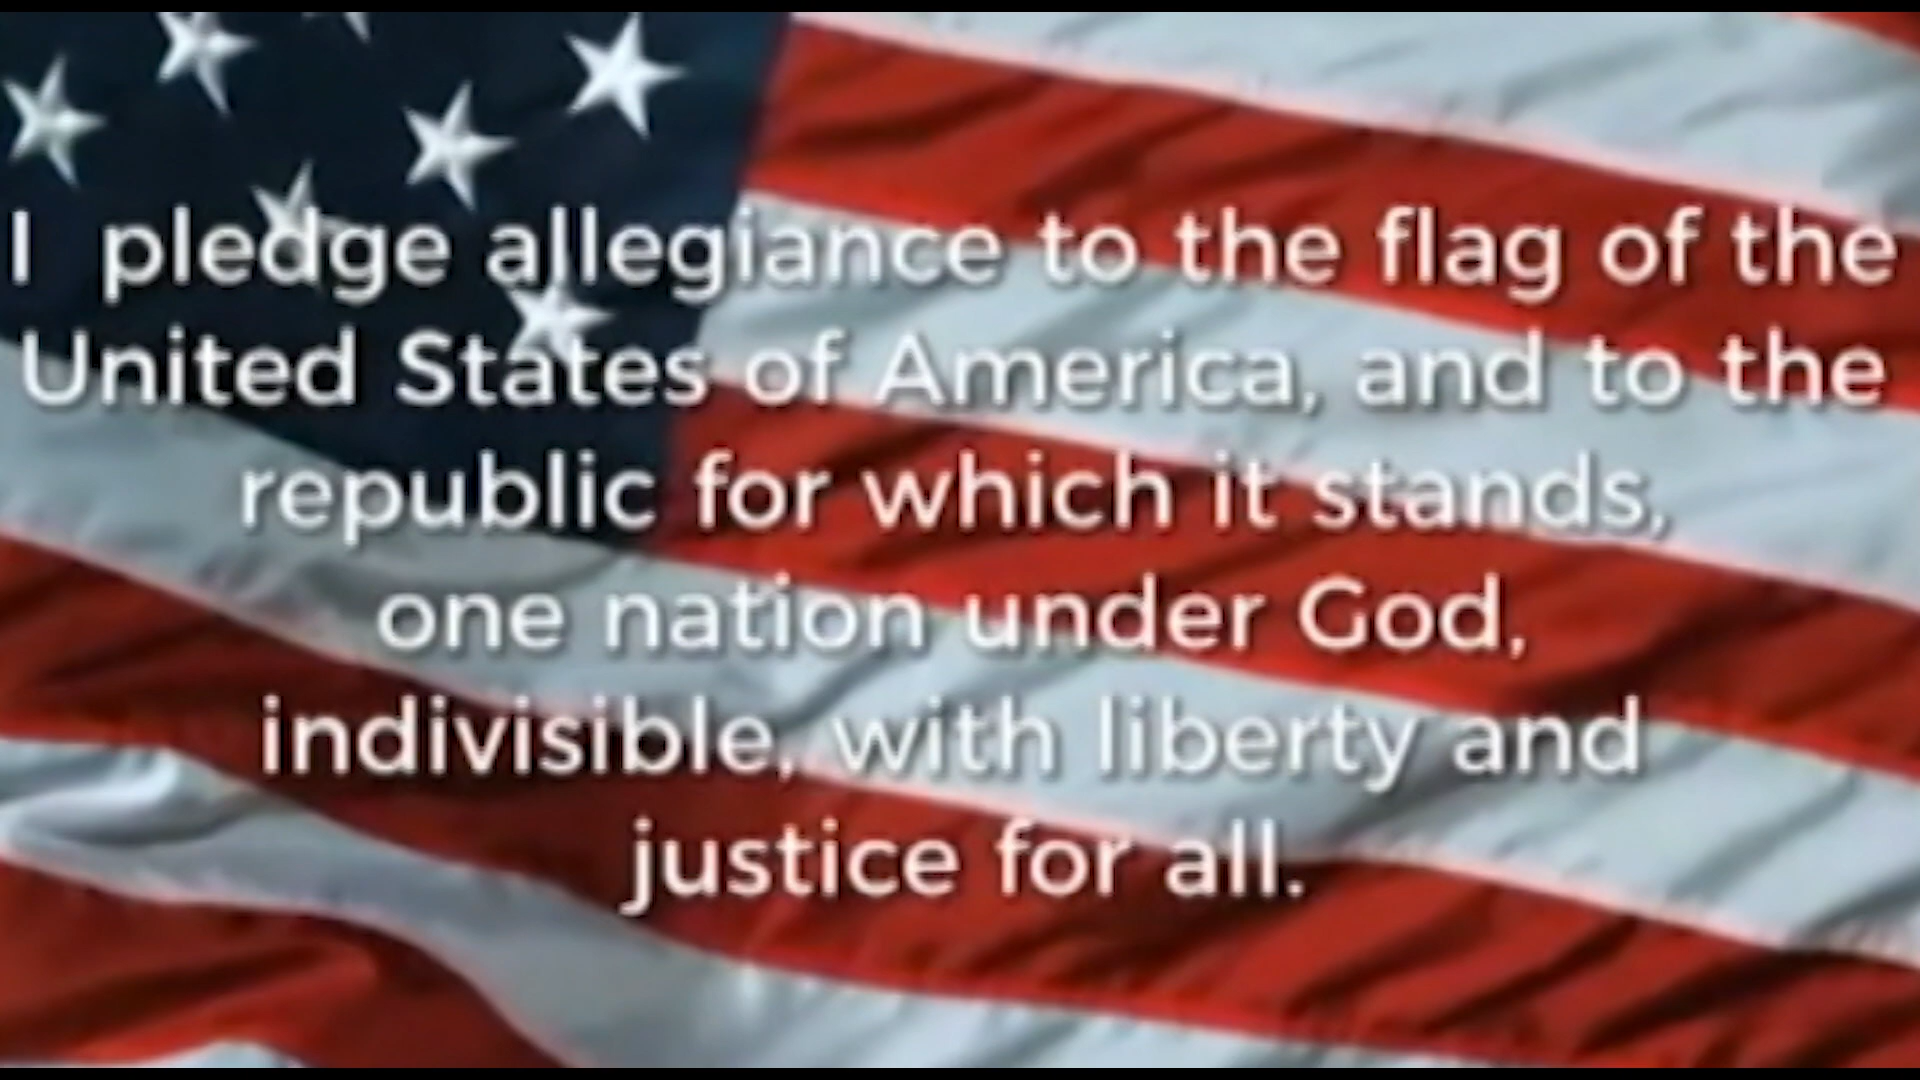 I pledge allegiance to the flag of the
United States of America, and to the
republic for which it stands,
one nation under God,
indivisible, with liberty and
justice for all.